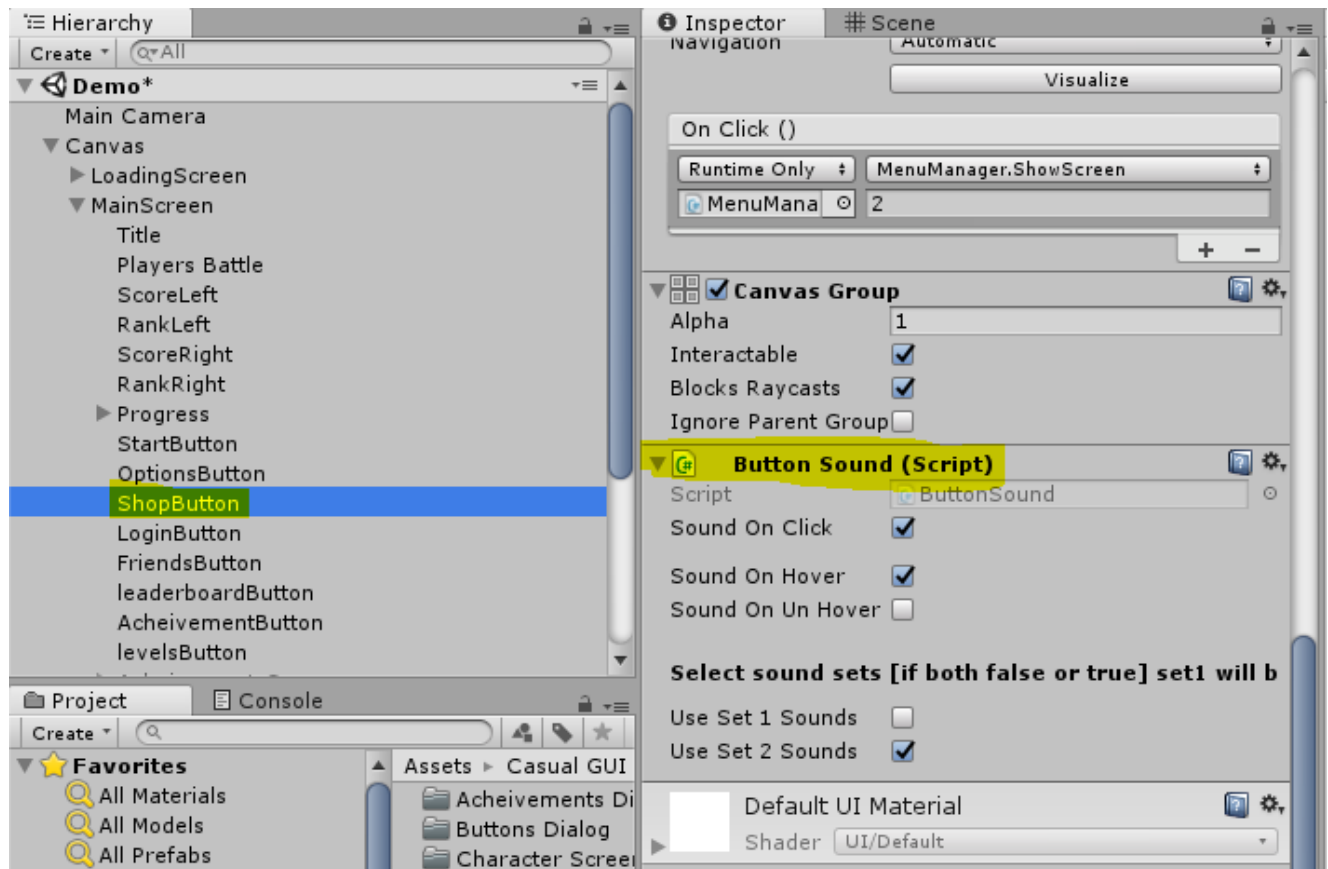 Hierarchy
Create
All
Demo*
Main Camera
Canvas
LoadingScreen
MainScreen
Title
Players Battle
ScoreLeft
RankLeft
ScoreRight
RankRight
Progress
StartButton
OptionsButton
ShopButton
LoginButton
FriendsButton
leaderboardButton
AcheivementButton
levelsButton
Project
Console
Create
Favorites
All Materials
All Models
All Prefabs
Assets
Casual GUI
Acheivements Di
Buttons Dialog
Character Screen
Inspector
Scene
Navigation
Automatic
Visualize
On Click ()
Runtime Only
MenuManager.ShowScreen
MenuMana
2
Canvas Group
Alpha
1
Interactable
Blocks Raycasts
Ignore Parent Group
Button Sound (Script)
Script
ButtonSound
Sound On Click
Sound On Hover
Sound On Un Hover
Select sound sets [if both false or true] set1 will b
Use Set 1 Sounds
Use Set 2 Sounds
Default UI Material
Shader
UI/Default